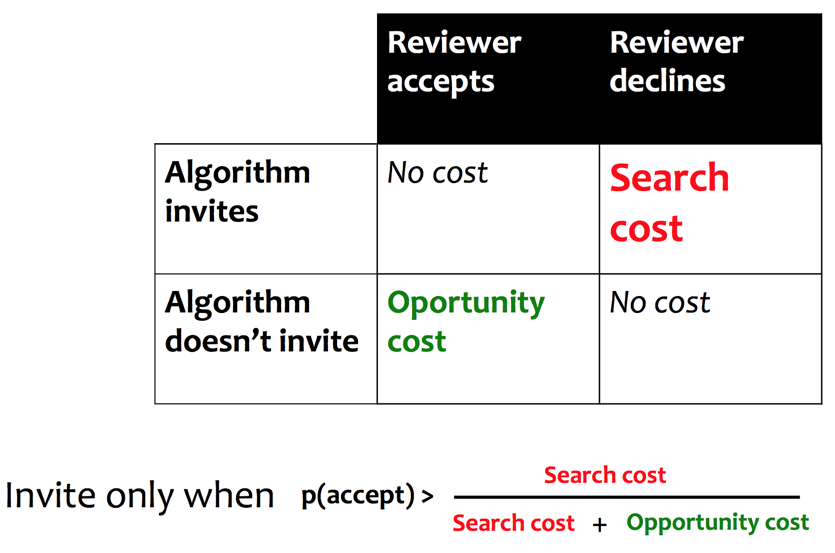 Reviewer accepts
Reviewer declines
Algorithm invites
No cost
Search cost
Algorithm doesn't invite
Oportunity cost
No cost
Invite only when p(accept) > Search cost
Search cost + Opportunity cost